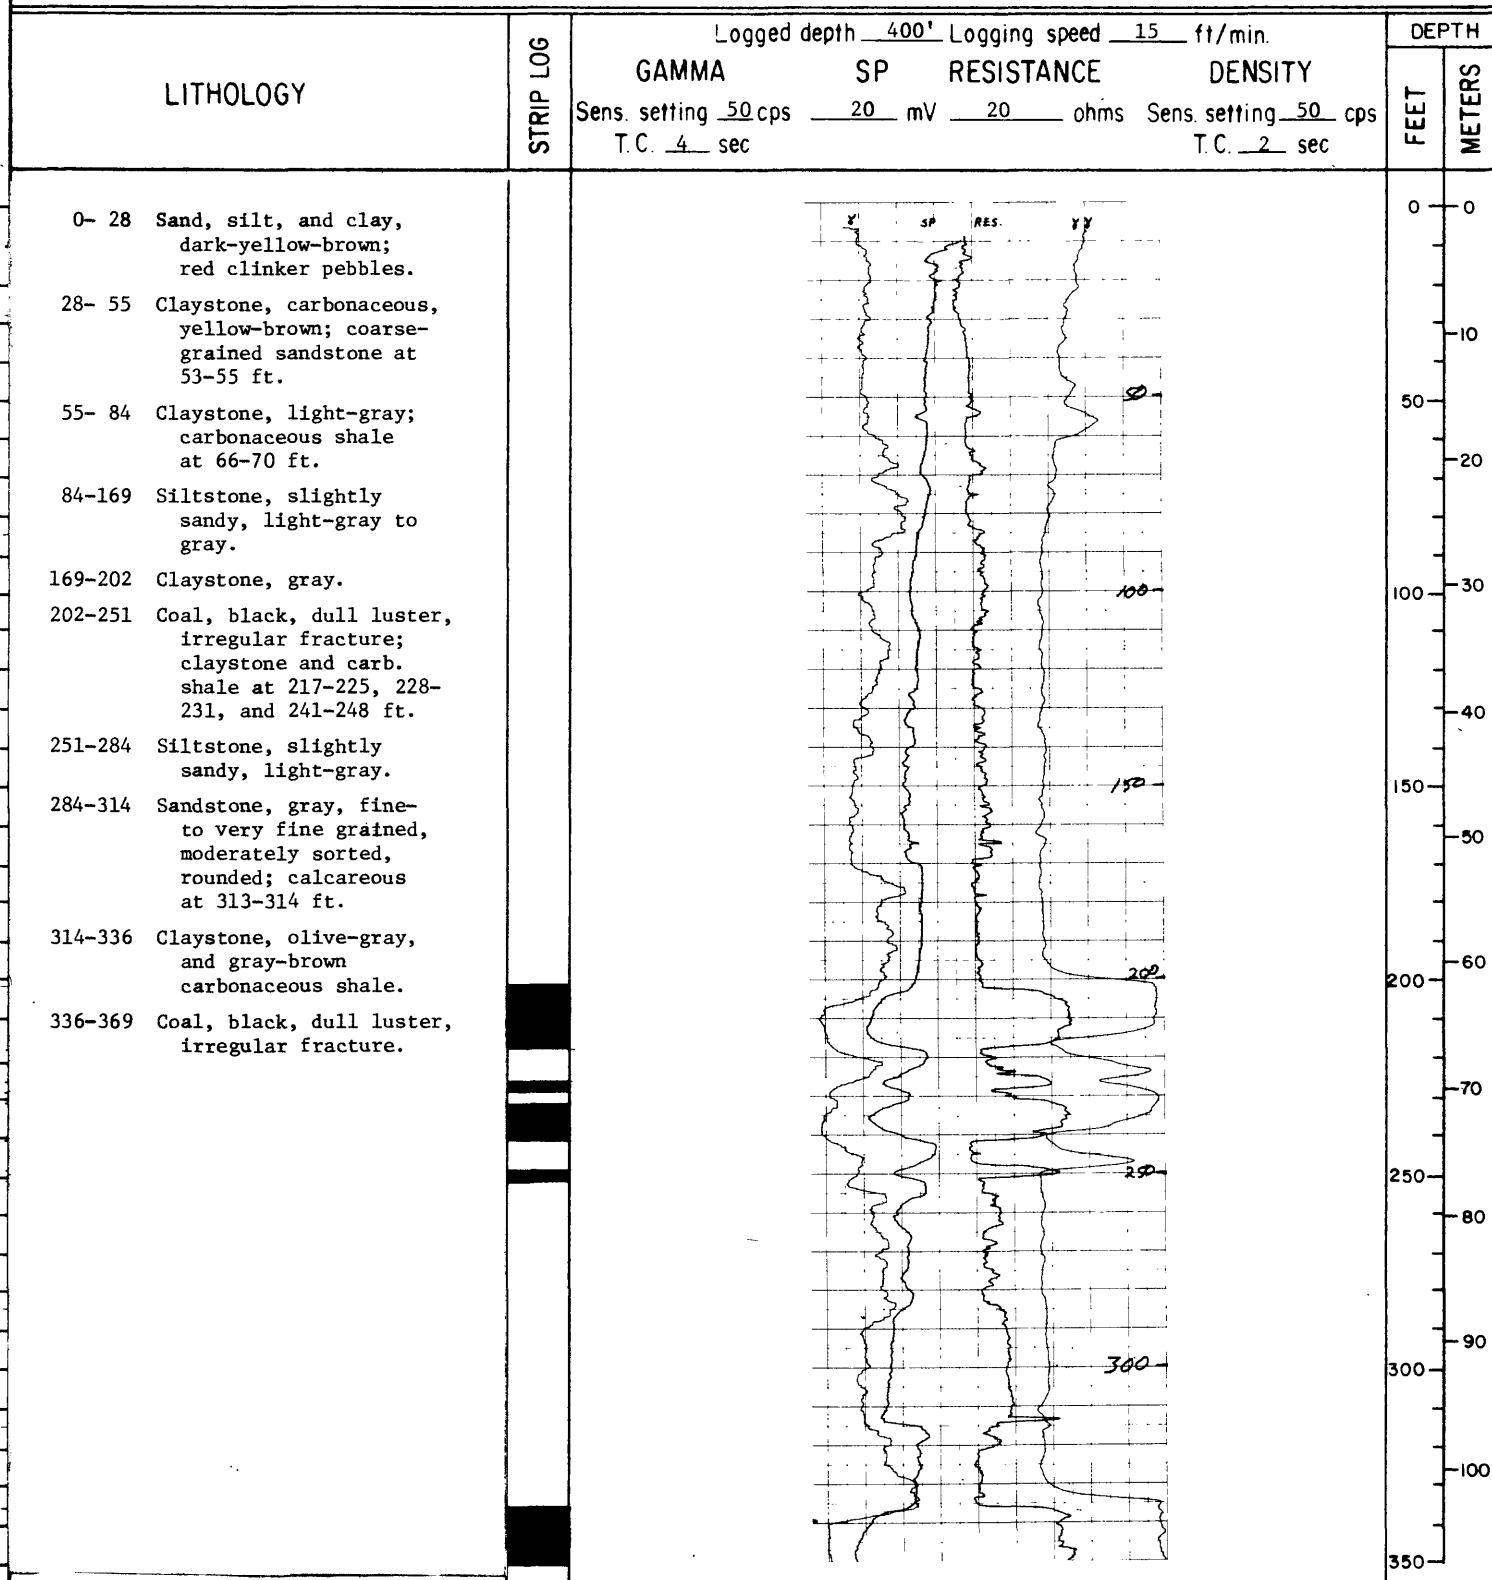 Logged depth 400' Logging speed 15 ft/min.
DEPTH
LITHOLOGY
STRIP LOG
GAMMA SP RESISTANCE DENSITY
Sens. setting 50 cps 20 mV 20 ohms Sens. setting 50 cps
T.C. 4 sec T.C. 2 sec
FEET
METERS
0- 28 Sand, silt, and clay,
dark-yellow-brown;
red clinker pebbles.
28- 55 Claystone, carbonaceous,
yellow-brown; coarse-
grained sandstone at
53-55 ft.
55- 84 Claystone, light-gray;
carbonaceous shale
at 66-70 ft.
84-169 Siltstone, slightly
sandy, light-gray to
gray.
169-202 Claystone, gray.
202-251 Coal, black, dull luster,
irregular fracture;
claystone and carb.
shale at 217-225, 228-
231, and 241-248 ft.
251-284 Siltstone, slightly
sandy, light-gray.
284-314 Sandstone, gray, fine-
to very fine grained,
moderately sorted,
rounded; calcareous
at 313-314 ft.
314-336 Claystone, olive-gray,
and gray-brown
carbonaceous shale.
336-369 Coal, black, dull luster,
irregular fracture.
γ SP RES. γγ
50
100
150
200
250
300
0
50
100
150
200
250
300
350
0
10
20
30
40
50
60
70
80
90
100